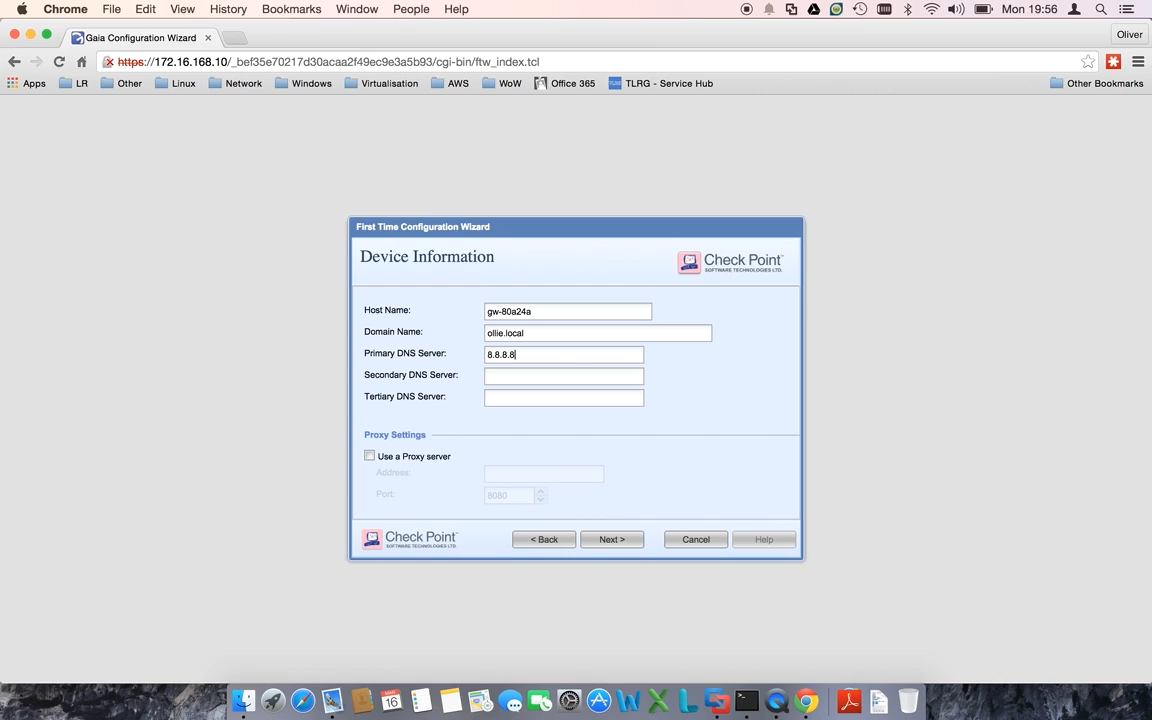 Chrome File Edit View History Bookmarks Window People Help Mon 19:56
Gaia Configuration Wizard Oliver
https://172.16.168.10/_bef35e70217d30acaa2f49ec9e3a5b93/cgi-bin/ftw_index.tcl
Apps LR Other Linux Network Windows Virtualisation AWS WoW Office 365 TLRG - Service Hub Other Bookmarks
First Time Configuration Wizard
Device Information
Check Point
SOFTWARE TECHNOLOGIES LTD.
Host Name: gw-80a24a
Domain Name: ollie.local
Primary DNS Server: 8.8.8.8
Secondary DNS Server:
Tertiary DNS Server:
Proxy Settings
Use a Proxy server
Address:
Port: 8080
Check Point
SOFTWARE TECHNOLOGIES LTD.
< Back Next > Cancel Help
16